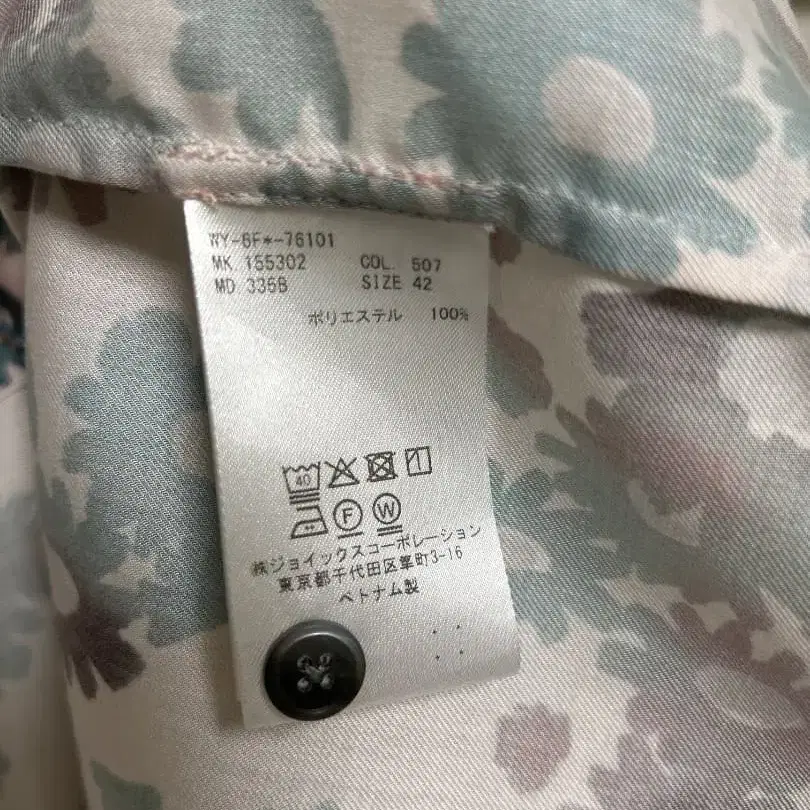 WY-6F*-76101
MK 155302 COL. 507
MD 335B SIZE 42
ポリエステル 100%
40
F W
㈱ジョイックスコーポレーション
東京都千代田区隼町3-16
ベトナム製